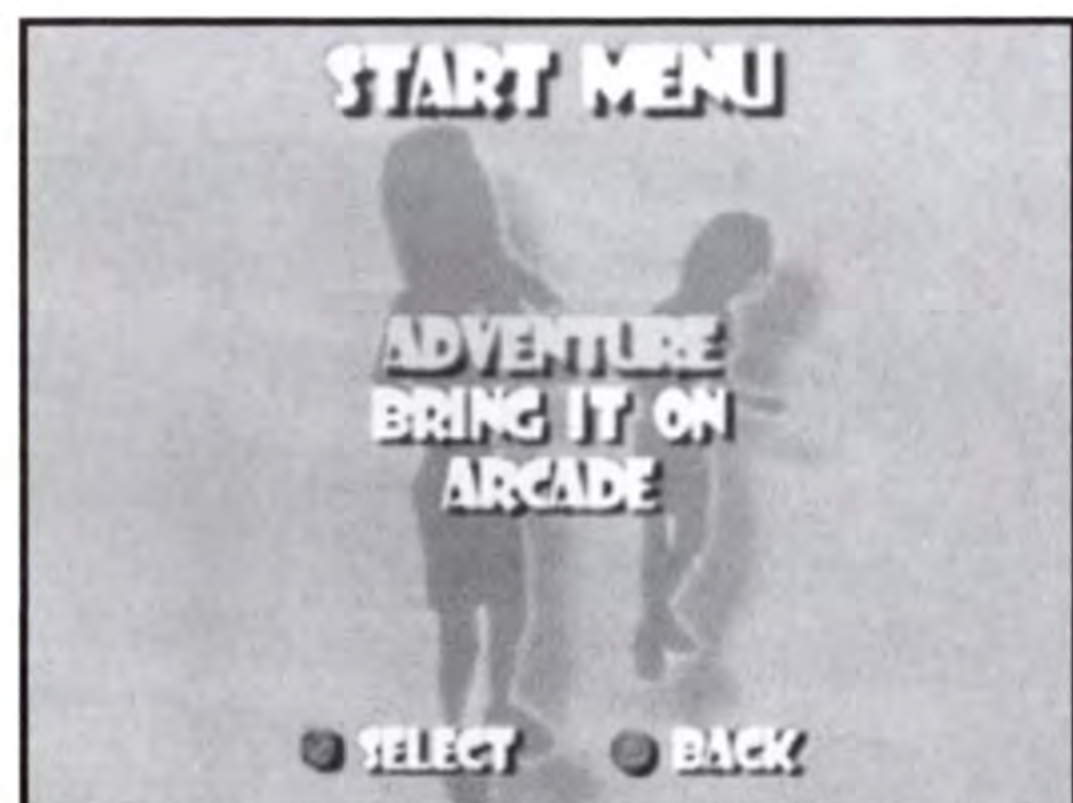 START MENU
ADVENTURE
BRING IT ON
ARCADE
SELECT BACK